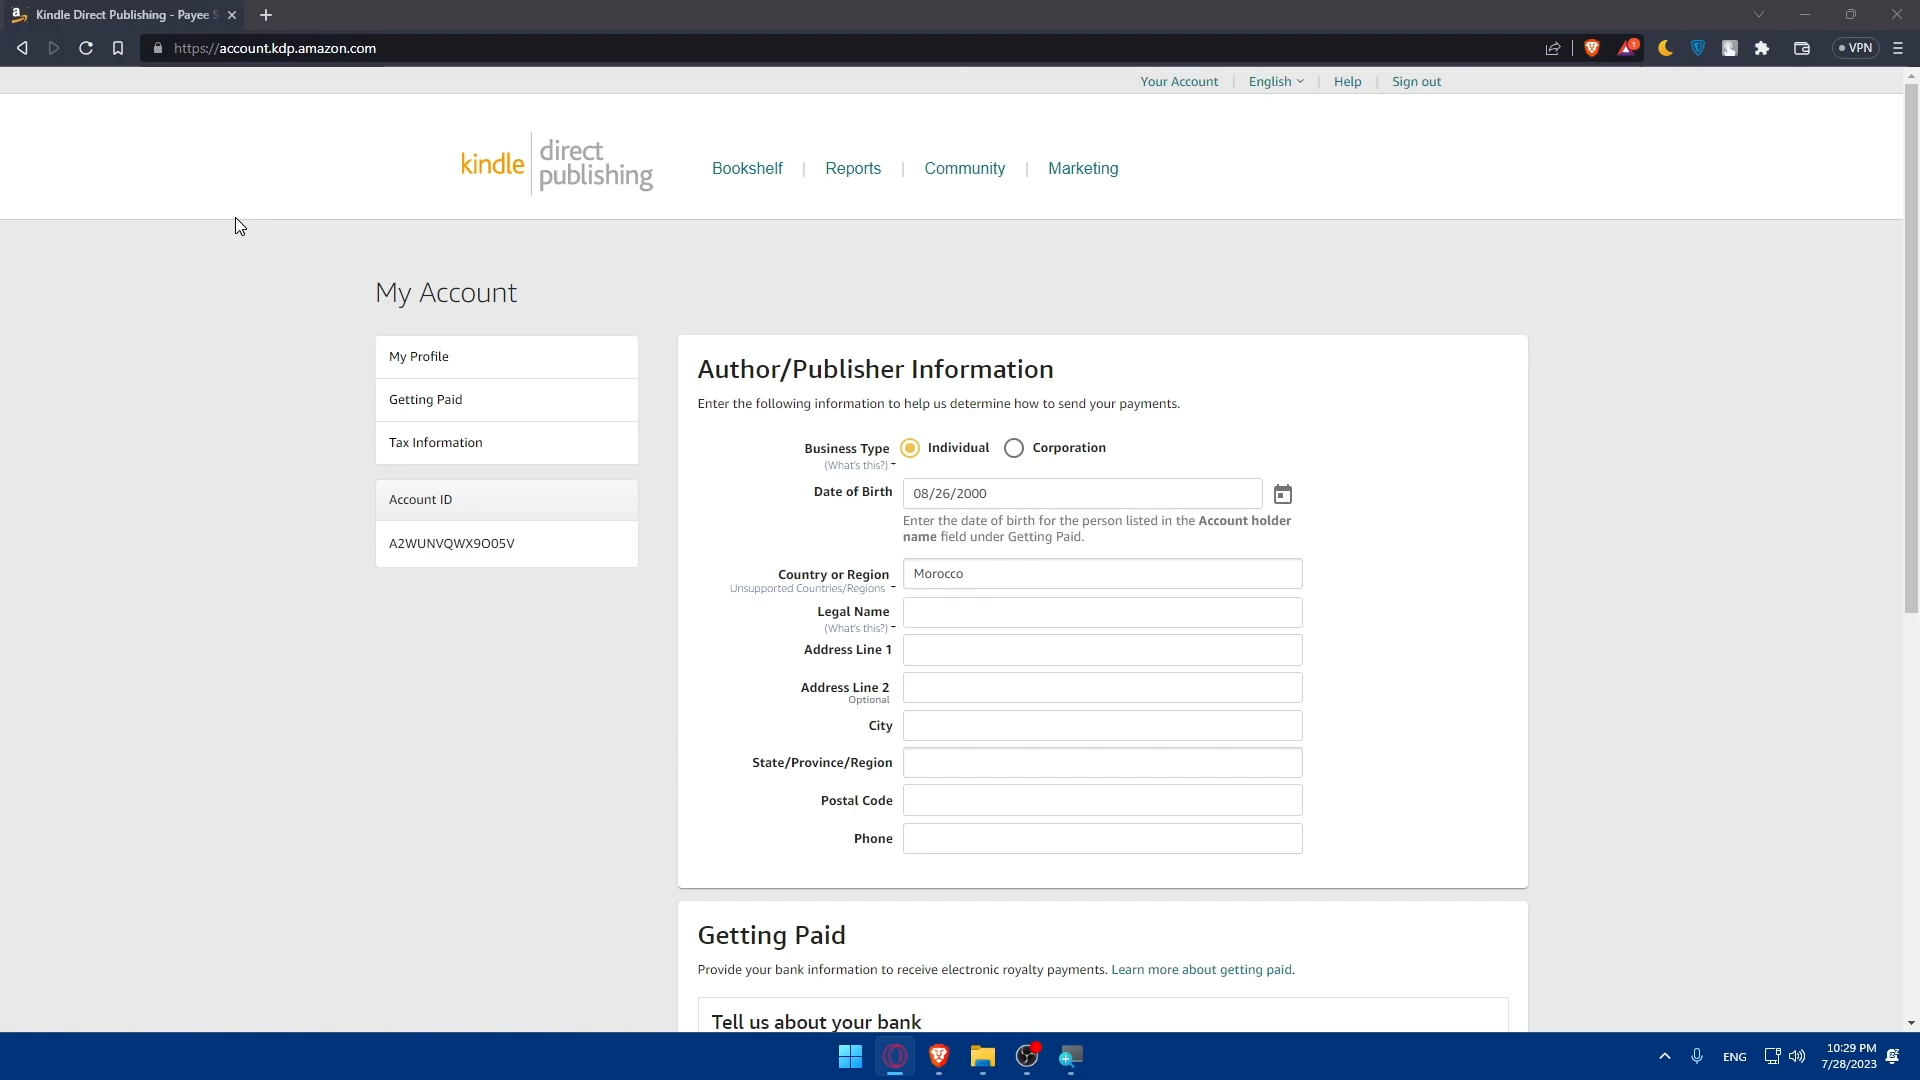 Kindle Direct Publishing - Payee S
https://account.kdp.amazon.com
1
VPN
Your Account | English | Help | Sign out
kindle direct publishing
Bookshelf | Reports | Community | Marketing
My Account
My Profile
Getting Paid
Tax Information
Account ID
A2WUNVQWX9O05V
Author/Publisher Information
Enter the following information to help us determine how to send your payments.
Business Type Individual Corporation
(What's this?)
Date of Birth 08/26/2000
Enter the date of birth for the person listed in the Account holder
name field under Getting Paid.
Country or Region Morocco
Unsupported Countries/Regions
Legal Name
(What's this?)
Address Line 1
Address Line 2
Optional
City
State/Province/Region
Postal Code
Phone
Getting Paid
Provide your bank information to receive electronic royalty payments. Learn more about getting paid.
Tell us about your bank
ENG
10:29 PM
7/28/2023